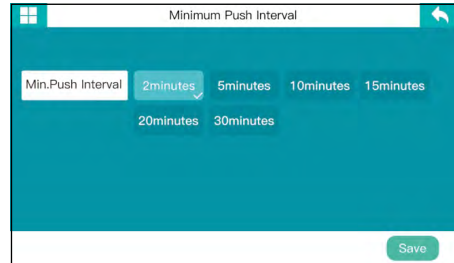 Minimum Push Interval
Min.Push Interval 2minutes 5minutes 10minutes 15minutes
20minutes 30minutes
Save